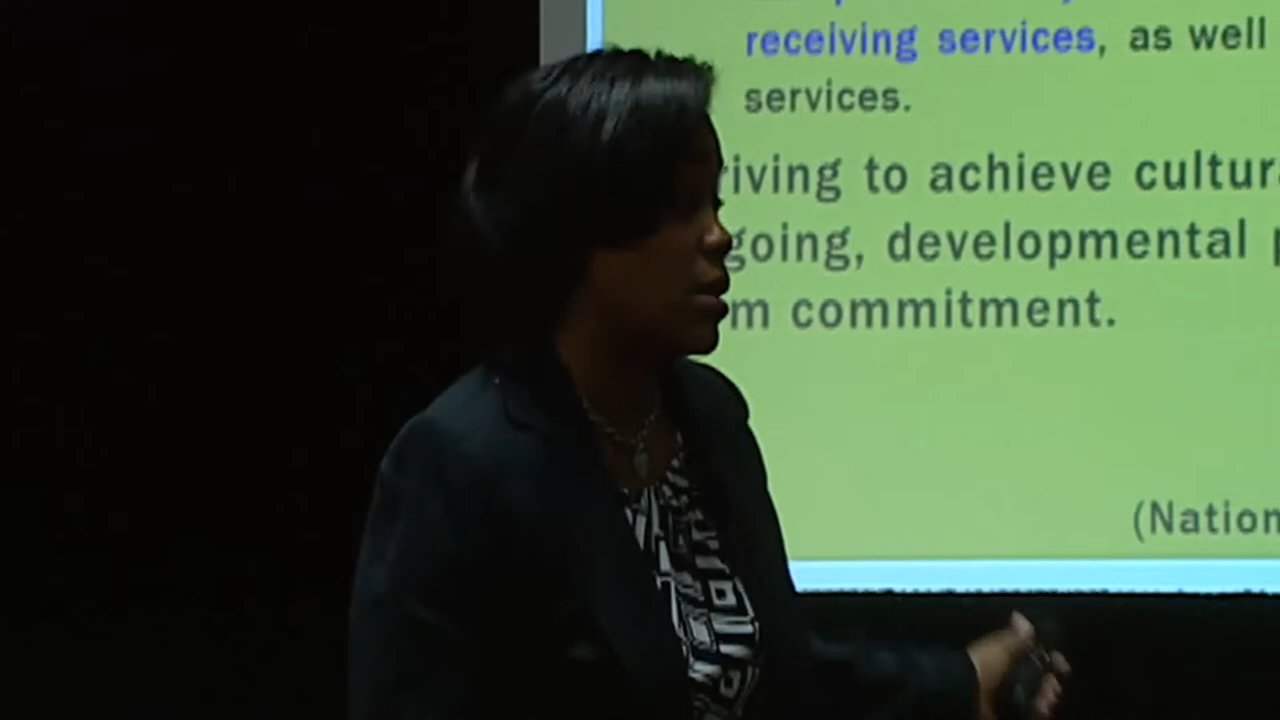 receiving services, as well
services.
riving to achieve cultur
going, developmental
m commitment.
(Nation